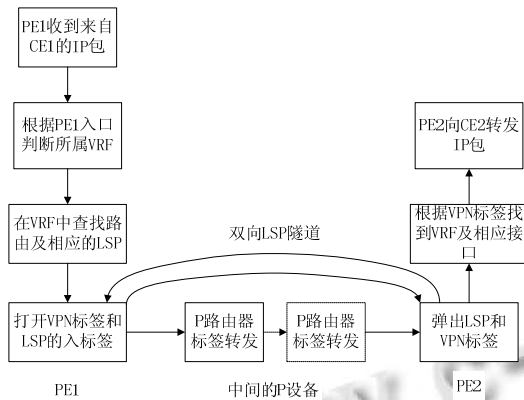 PE1收到来自
CE1的IP包
根据PE1入口
判断所属VRF
在VRF中查找路
由及相应的LSP
打开VPN标签和
LSP的入标签
P路由器
标签转发
P路由器
标签转发
弹出LSP和
VPN标签
根据VPN标签找
到VRF及相应接
口
PE2向CE2转发
IP包
双向LSP隧道
PE1
中间的P设备
PE2